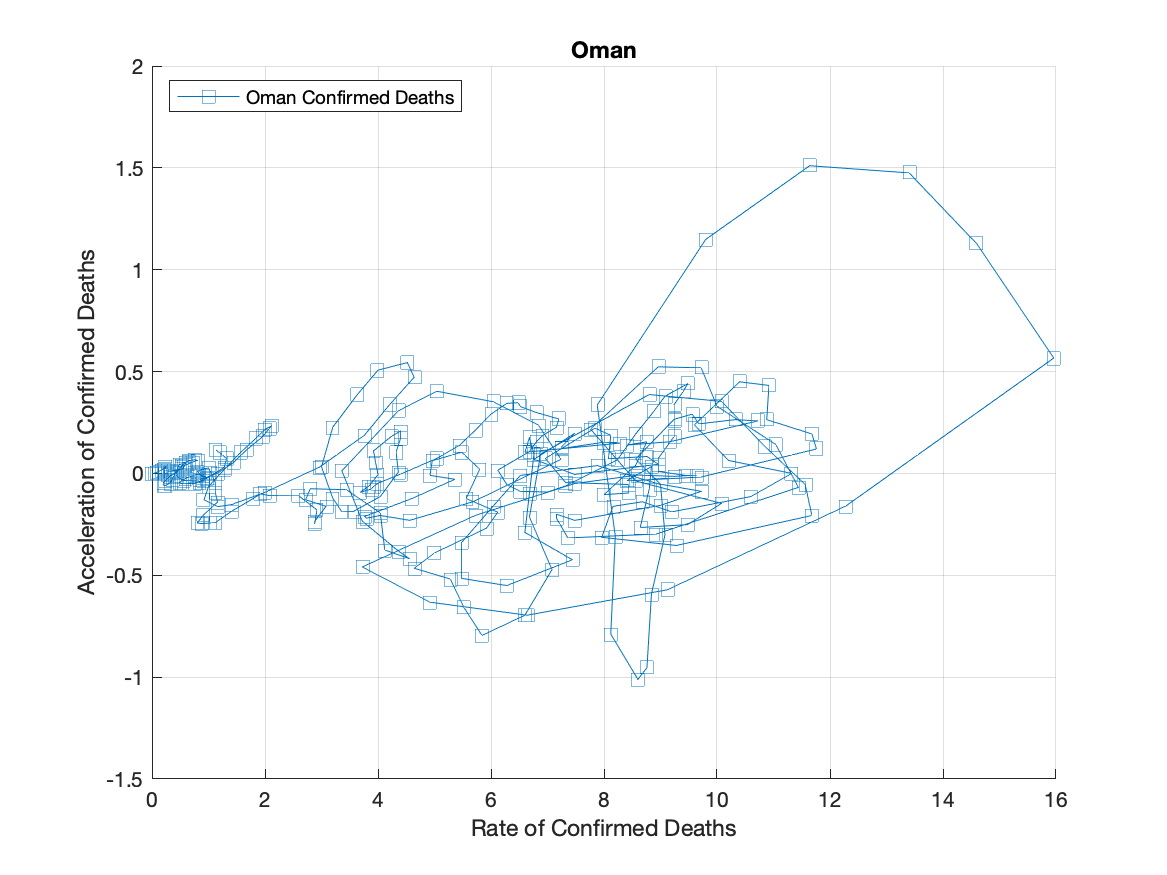 Oman
Oman Confirmed Deaths
2
1.5
1
0.5
0
-0.5
-1
-1.5
Acceleration of Confirmed Deaths
0 2 4 6 8 10 12 14 16
Rate of Confirmed Deaths